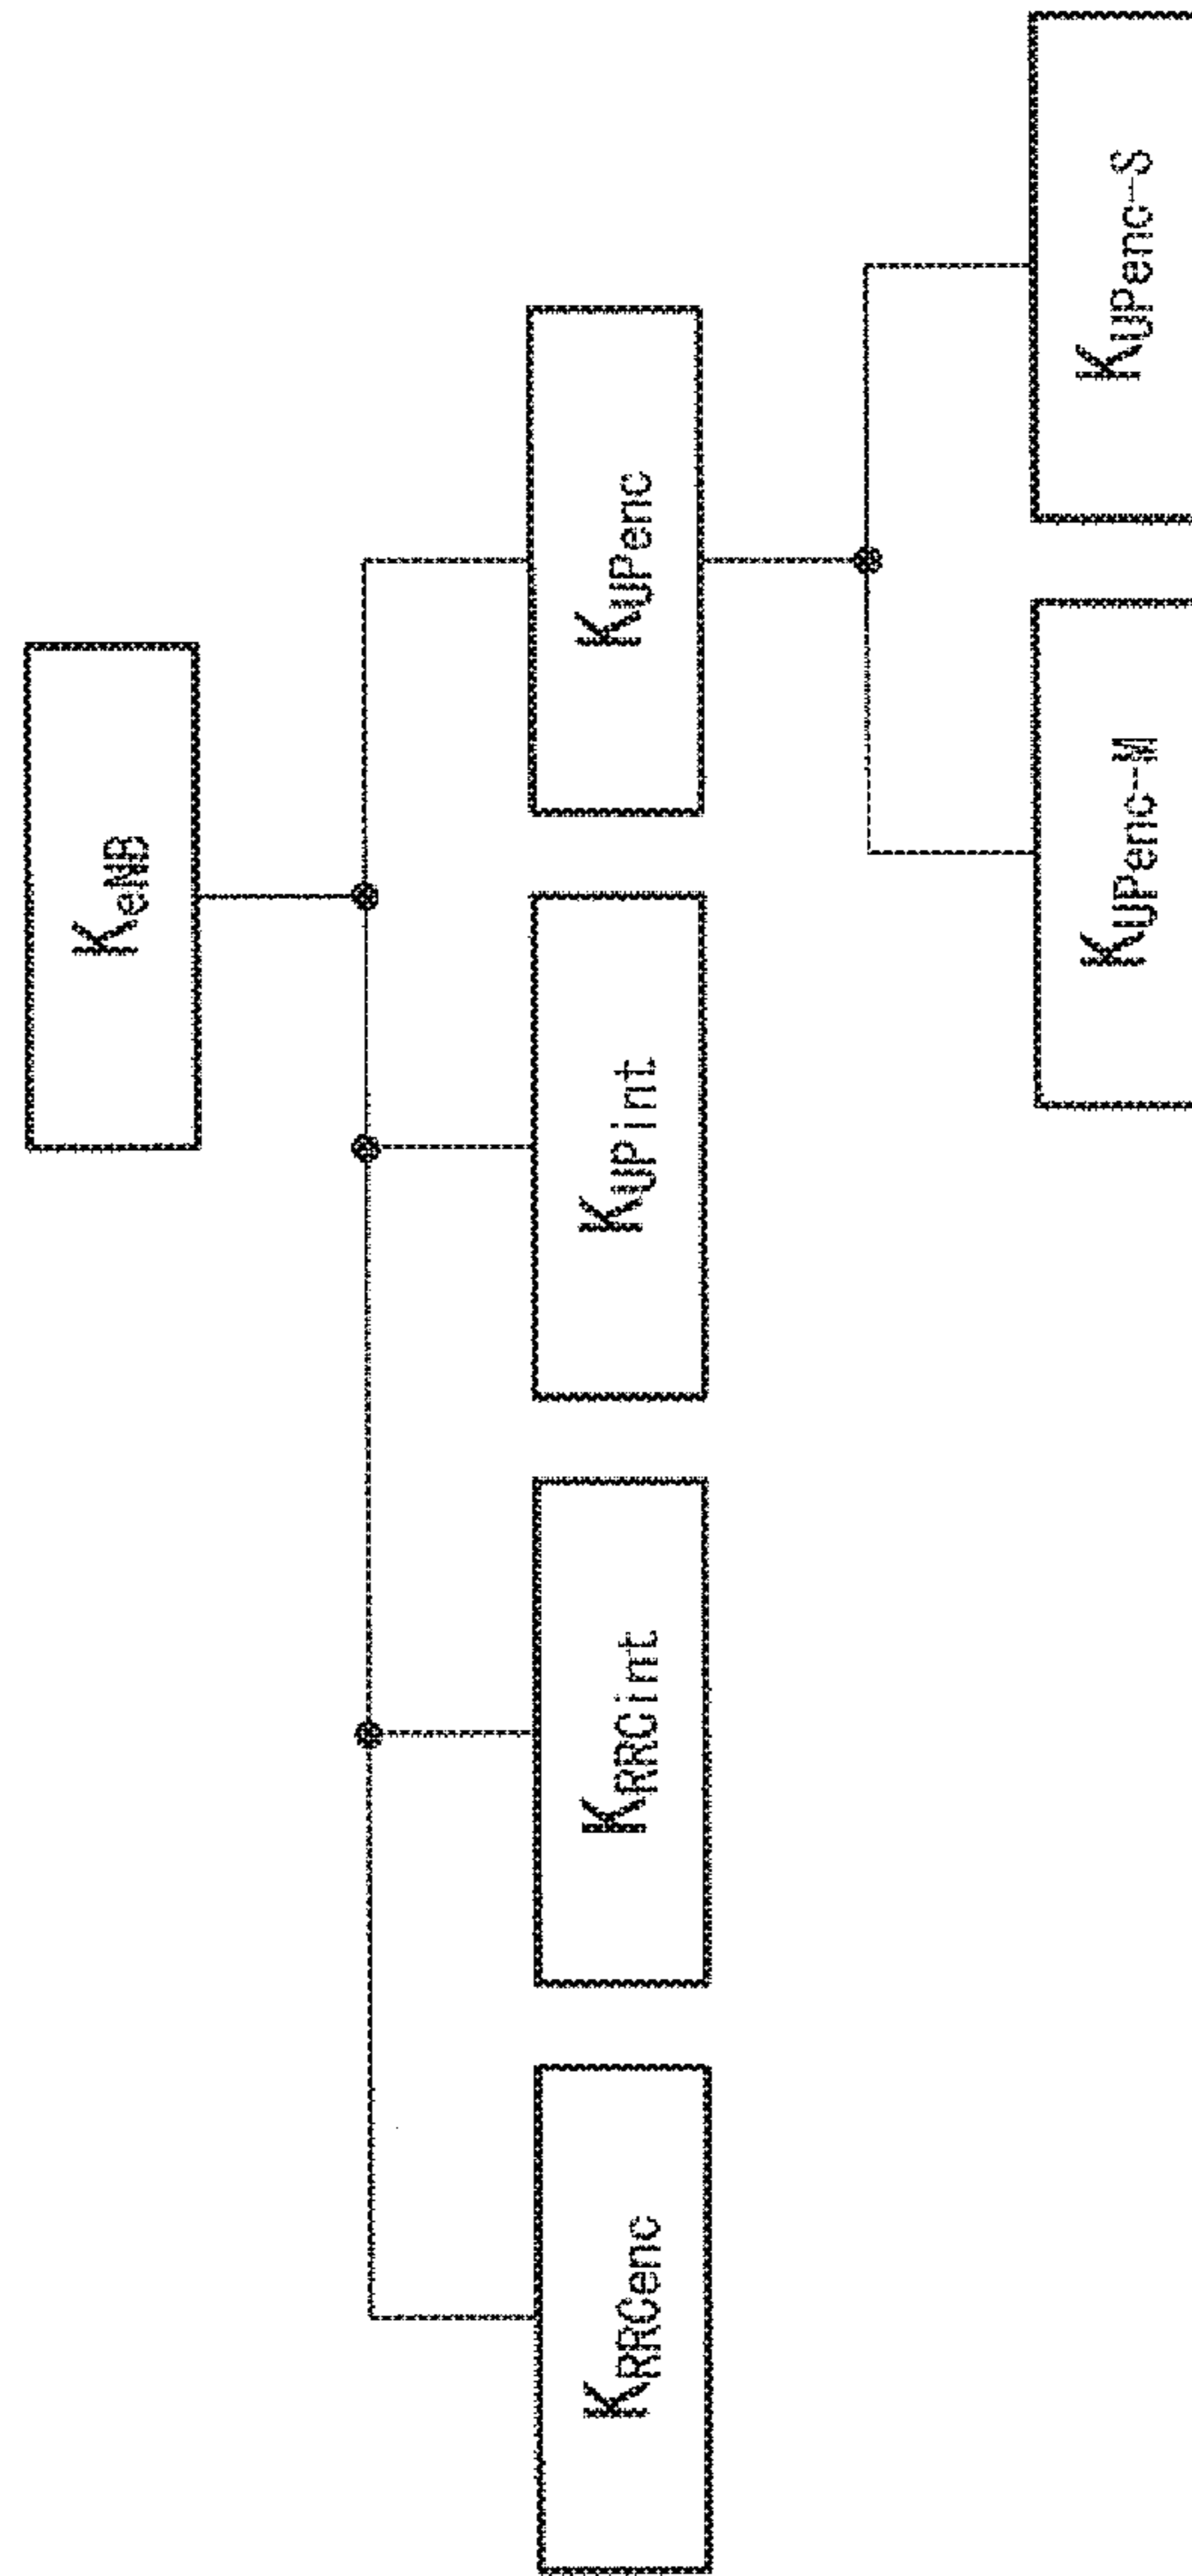 KeNB
KRRCenc
KRRCint
KUPint
KUPenc
KUPenc-M
KUPenc-S